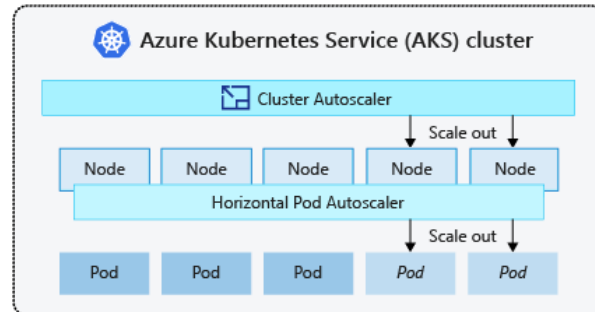 Azure Kubernetes Service (AKS) cluster
Cluster Autoscaler
Scale out
Node Node Node Node Node
Horizontal Pod Autoscaler
Scale out
Pod Pod Pod Pod Pod